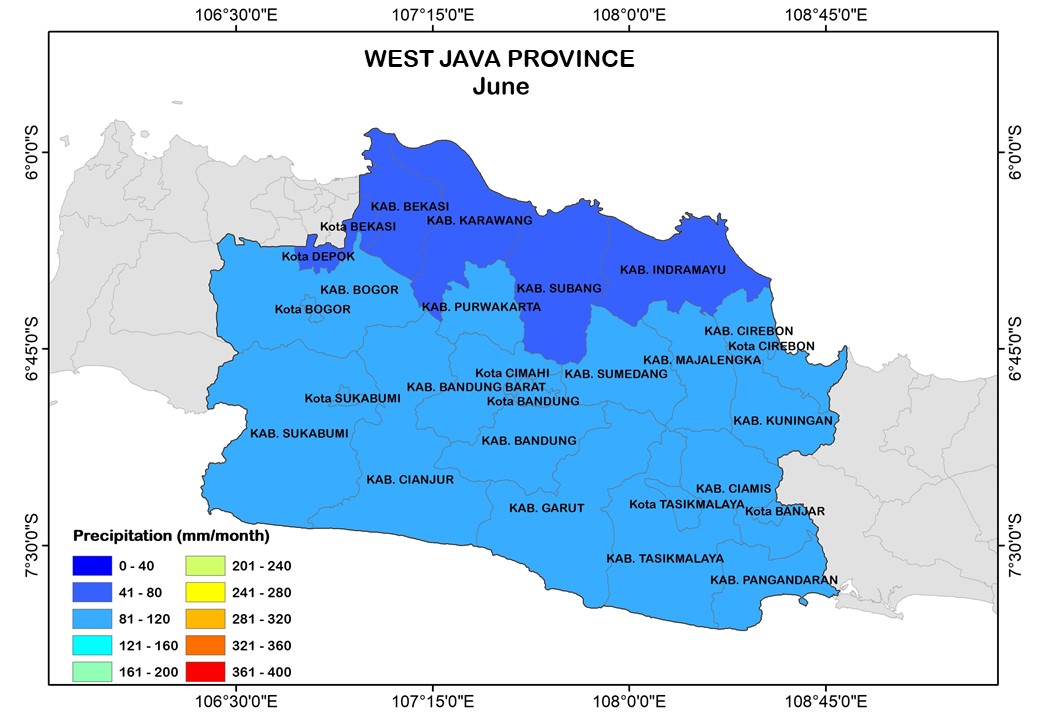 106°30'0"E 107°15'0"E 108°00'0"E 108°45'0"E
WEST JAVA PROVINCE
June
6°0'0"S 6°0'0"S
KAB. BEKASI
KAB. KARAWANG
Kota BEKASI
Kota DEPOK
KAB. INDRAMAYU
KAB. BOGOR
KAB. SUBANG
Kota BOGOR
KAB. PURWAKARTA
KAB. CIREBON
Kota CIREBON
6°45'0"S 6°45'0"S
KAB. MAJALENGKA
Kota CIMAHI
KAB. SUMEDANG
KAB. BANDUNG BARAT
Kota SUKABUMI
Kota BANDUNG
KAB. KUNINGAN
KAB. SUKABUMI
KAB. BANDUNG
KAB. CIANJUR
KAB. CIAMIS
KAB. GARUT
Kota TASIKMALAYA
Kota BANJAR
7°30'0"S 7°30'0"S
KAB. TASIKMALAYA
KAB. PANGANDARAN
Precipitation (mm/month)
0 - 40 201 - 240
41 - 80 241 - 280
81 - 120 281 - 320
121 - 160 321 - 360
161 - 200 361 - 400
106°30'0"E 107°15'0"E 108°00'0"E 108°45'0"E